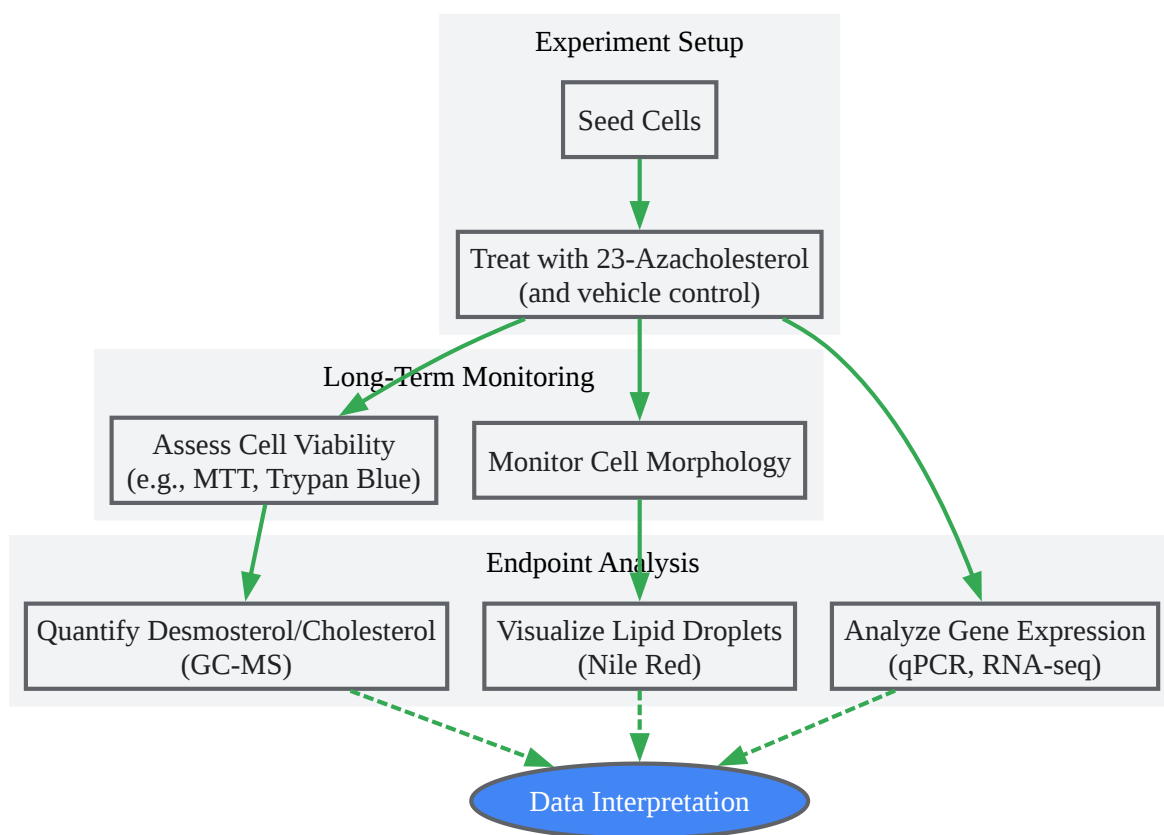 Experiment Setup
Seed Cells
Treat with 23-Azacholesterol
(and vehicle control)
Long-Term Monitoring
Assess Cell Viability
(e.g., MTT, Trypan Blue)
Monitor Cell Morphology
Endpoint Analysis
Quantify Desmosterol/Cholesterol
(GC-MS)
Visualize Lipid Droplets
(Nile Red)
Analyze Gene Expression
(qPCR, RNA-seq)
Data Interpretation